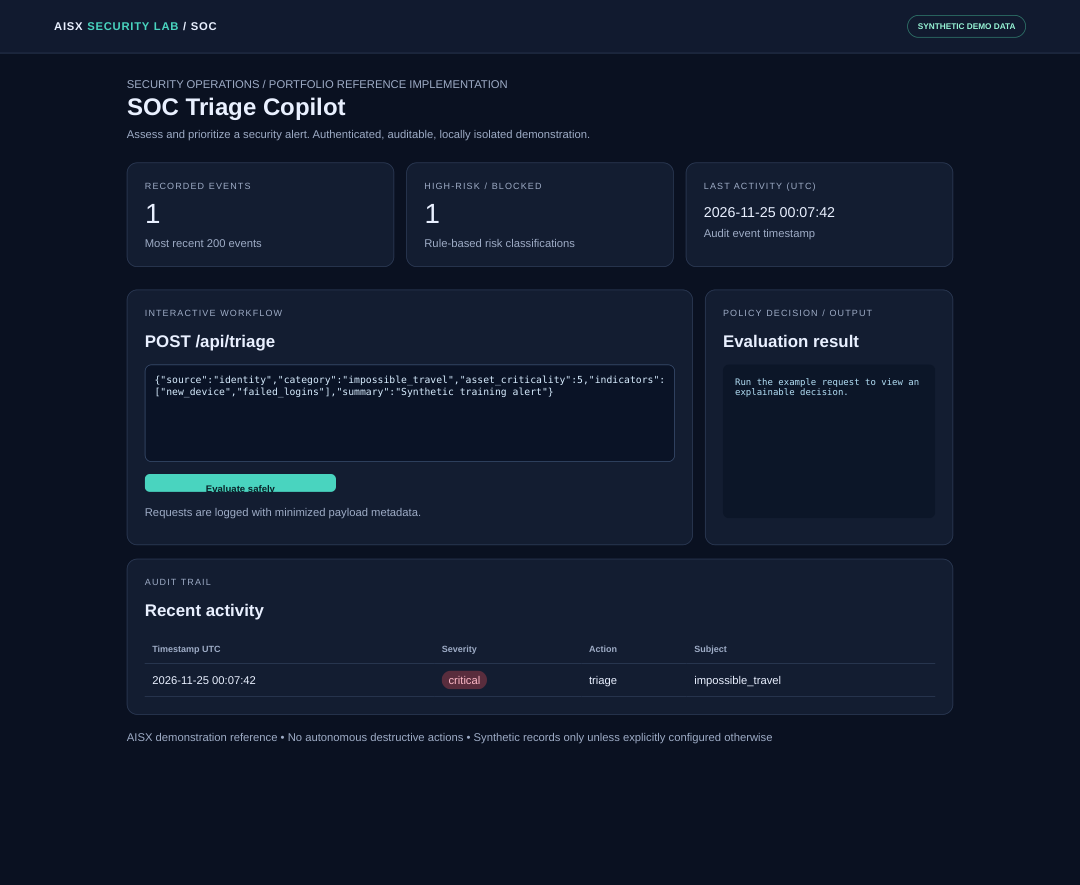 AISX SECURITY LAB / SOC
SYNTHETIC DEMO DATA
SECURITY OPERATIONS / PORTFOLIO REFERENCE IMPLEMENTATION
SOC Triage Copilot
Assess and prioritize a security alert. Authenticated, auditable, locally isolated demonstration.
RECORDED EVENTS
1
Most recent 200 events
HIGH-RISK / BLOCKED
1
Rule-based risk classifications
LAST ACTIVITY (UTC)
2026-11-25 00:07:42
Audit event timestamp
INTERACTIVE WORKFLOW
POST /api/triage
{"source":"identity","category":"impossible_travel","asset_criticality":5,"indicators":
["new_device","failed_logins"],"summary":"Synthetic training alert"}
Evaluate safely
Requests are logged with minimized payload metadata.
POLICY DECISION / OUTPUT
Evaluation result
Run the example request to view an
explainable decision.
AUDIT TRAIL
Recent activity
Timestamp UTC Severity Action Subject
2026-11-25 00:07:42 critical triage impossible_travel
AISX demonstration reference • No autonomous destructive actions • Synthetic records only unless explicitly configured otherwise